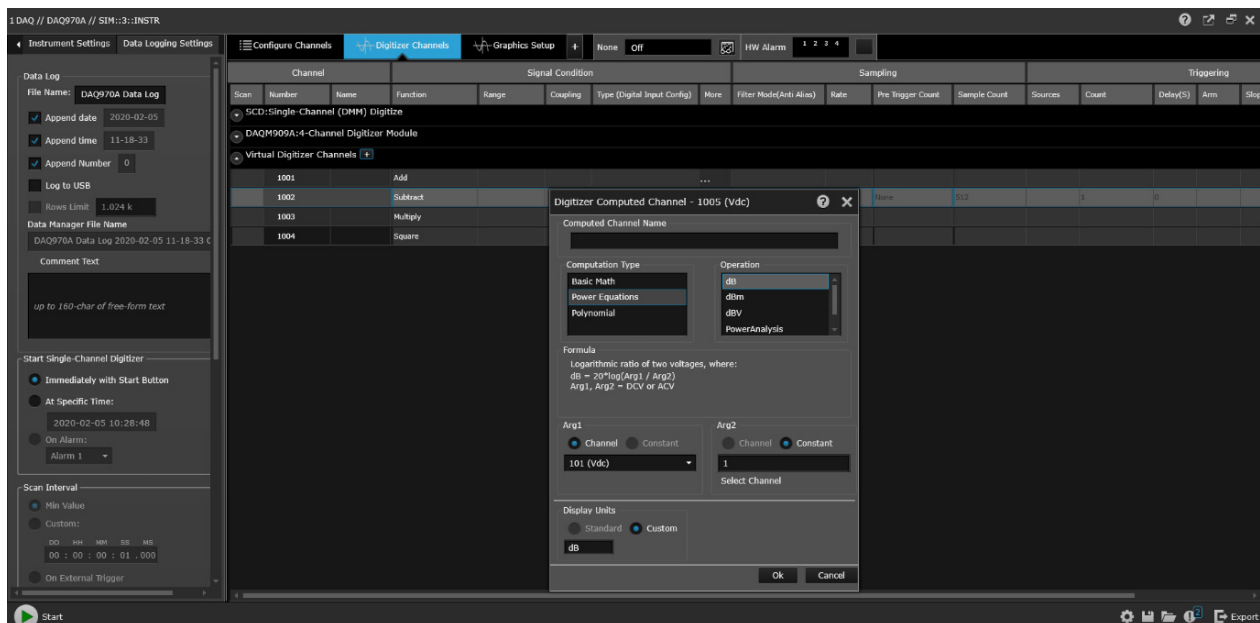 1 DAQ // DAQ970A // SIM::3::INSTR
Instrument Settings Data Logging Settings
Configure Channels Digitizer Channels Graphics Setup + None Off HW Alarm 1 2 3 4
Data Log
File Name: DAQ970A Data Log
Append date 2020-02-05
Append time 11-18-33
Append Number 0
Log to USB
Rows Limit 1.024 k
Data Manager File Name
DAQ970A Data Log 2020-02-05 11-18-33 0
Comment Text
up to 160-char of free-form text
Start Single-Channel Digitizer
Immediately with Start Button
At Specific Time:
2020-02-05 10:28:48
On Alarm:
Alarm 1
Scan Interval
Min Value
Custom:
DD HH MM SS MS
00 : 00 : 00 : 01 . 000
On External Trigger
Channel Signal Condition Sampling Triggering
Scan Number Name Function Range Coupling Type (Digital Input Config) More Filter Mode(Anti Alias) Rate Pre Trigger Count Sample Count Sources Count Delay(S) Arm Slop
SCD:Single-Channel (DMM) Digitize
DAQM909A:4-Channel Digitizer Module
Virtual Digitizer Channels +
1001 Add ...
1002 Subtract None 512 1 0
1003 Multiply
1004 Square
Digitizer Computed Channel - 1005 (Vdc)
Computed Channel Name
Computation Type
Basic Math
Power Equations
Polynomial
Operation
dB
dBm
dBV
PowerAnalysis
Formula
Logarithmic ratio of two voltages, where:
dB = 20*log(Arg1 / Arg2)
Arg1, Arg2 = DCV or ACV
Arg1
Channel Constant
101 (Vdc)
Arg2
Channel Constant
1
Select Channel
Display Units
Standard Custom
dB
Ok Cancel
Start 2 Export